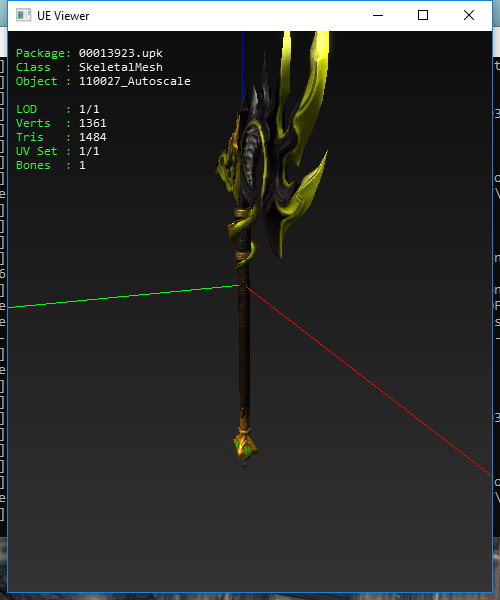 UE Viewer
Package: 00013923.upk
Class  : SkeletalMesh
Object : 110027_Autoscale
LOD    : 1/1
Verts  : 1361
Tris   : 1484
UV Set : 1/1
Bones  : 1